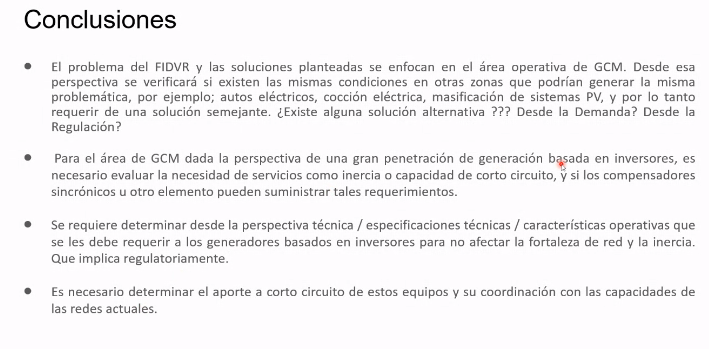 Conclusiones
• El problema del FIDVR y las soluciones planteadas se enfocan en el área operativa de GCM. Desde esa
perspectiva se verificará si existen las mismas condiciones en otras zonas que podrían generar la misma
problemática, por ejemplo; autos eléctricos, cocción eléctrica, masificación de sistemas PV, y por lo tanto
requerir de una solución semejante. ¿Existe alguna solución alternativa ??? Desde la Demanda? Desde la
Regulación?
• Para el área de GCM dada la perspectiva de una gran penetración de generación basada en inversores, es
necesario evaluar la necesidad de servicios como inercia o capacidad de corto circuito, y si los compensadores
sincrónicos u otro elemento pueden suministrar tales requerimientos.
• Se requiere determinar desde la perspectiva técnica / especificaciones técnicas / características operativas que
se les debe requerir a los generadores basados en inversores para no afectar la fortaleza de red y la inercia.
Que implica regulatoriamente.
• Es necesario determinar el aporte a corto circuito de estos equipos y su coordinación con las capacidades de
las redes actuales.